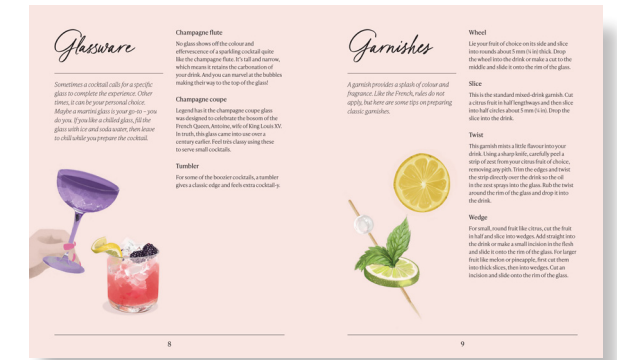 Glassware
Sometimes a cocktail calls for a specific
glass to complete the experience. Other
times, it can be your personal choice.
Maybe a martini glass is your go-to – you
do you. If you like a chilled glass, fill the
glass with ice and soda water, then leave
to chill while you prepare the cocktail.
Champagne flute
No glass shows off the colour and
effervescence of a sparkling cocktail quite
like the champagne flute. It's tall and narrow,
which means it retains the carbonation of
your drink. And you can marvel at the bubbles
making their way to the top of the glass!
Champagne coupe
Legend has it the champagne coupe glass
was designed to celebrate the bosom of the
French Queen, Antoine, wife of King Louis XV.
In truth, this glass came into use over a
century earlier. Feel très classy using these
to serve small cocktails.
Tumbler
For some of the boozier cocktails, a tumbler
gives a classic edge and feels extra cocktail-y.
8
Garnishes
A garnish provides a splash of colour and
fragrance. Like the French, rules do not
apply, but here are some tips on preparing
classic garnishes.
Wheel
Lie your fruit of choice on its side and slice
into rounds about 5 mm (¼ in) thick. Drop
the wheel into the drink or make a cut to the
middle and slide it onto the rim of the glass.
Slice
This is the standard mixed-drink garnish. Cut
a citrus fruit in half lengthways and then slice
into half circles about 5 mm (¼ in). Drop the
slice into the drink.
Twist
This garnish mists a little flavour into your
drink. Using a sharp knife, carefully peel a
strip of zest from your citrus fruit of choice,
removing any pith. Trim the edges and twist
the strip directly over the drink so the oil
in the zest sprays into the glass. Rub the twist
around the rim of the glass and drop it into
the drink.
Wedge
For small, round fruit like citrus, cut the fruit
in half and slice into wedges. Add straight into
the drink or make a small incision in the flesh
and slide it onto the rim of the glass. For larger
fruit like melon or pineapple, first cut them
into thick slices, then into wedges. Cut an
incision and slide onto the rim of the glass.
9